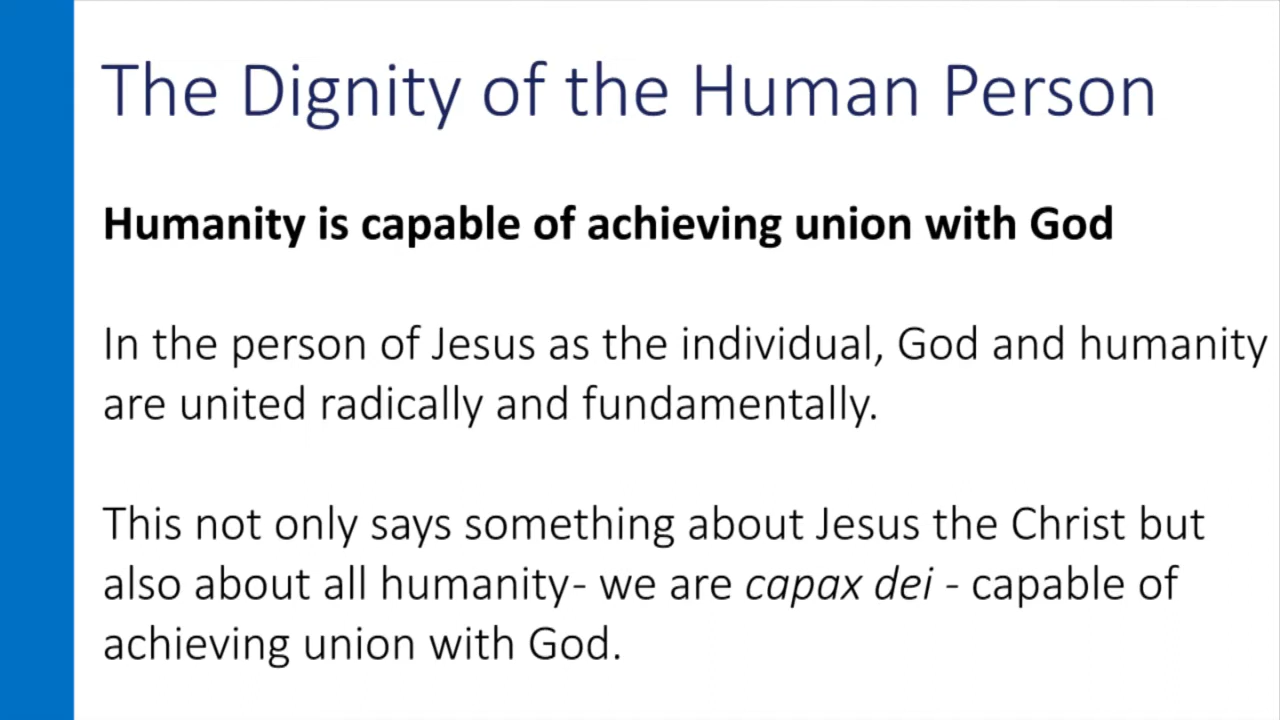 The Dignity of the Human Person
Humanity is capable of achieving union with God
In the person of Jesus as the individual, God and humanity
are united radically and fundamentally.
This not only says something about Jesus the Christ but
also about all humanity- we are capax dei - capable of
achieving union with God.